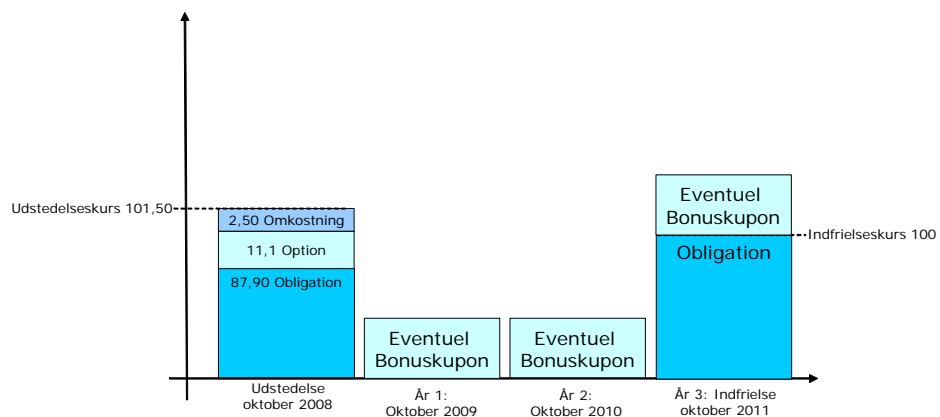 Udstedelseskurs 101,50
2,50 Omkostning
11,1 Option
87,90 Obligation
Eventuel
Bonuskupon
Eventuel
Bonuskupon
Eventuel
Bonuskupon
Obligation
Indfrielseskurs 100
Udstedelse
oktober 2008
År 1:
Oktober 2009
År 2:
Oktober 2010
År 3: Indfrielse
oktober 2011